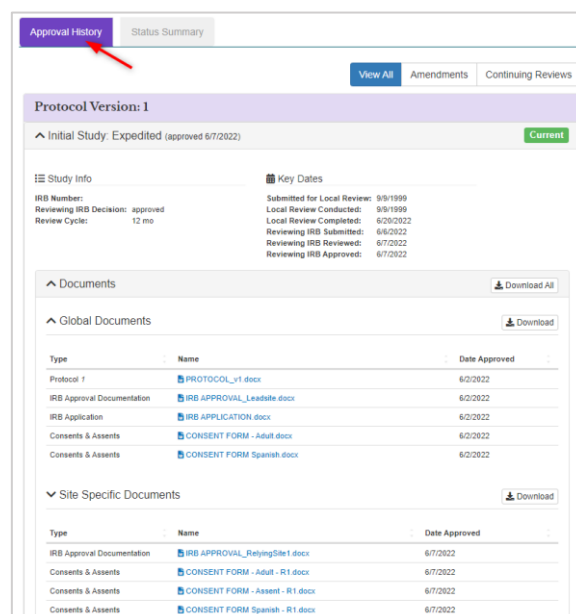 Approval History Status Summary
View All Amendments Continuing Reviews
Protocol Version: 1
Initial Study: Expedited (approved 6/7/2022) Current
Study Info Key Dates
IRB Number: Submitted for Local Review: 9/9/1999
Reviewing IRB Decision: approved Local Review Conducted: 9/9/1999
Review Cycle: 12 mo Local Review Completed: 6/20/2022
Reviewing IRB Submitted: 6/6/2022
Reviewing IRB Reviewed: 6/7/2022
Reviewing IRB Approved: 6/7/2022
Documents Download All
Global Documents Download
Type Name Date Approved
Protocol 1 PROTOCOL_v1.docx 6/2/2022
IRB Approval Documentation IRB APPROVAL_Leadsite.docx 6/2/2022
IRB Application IRB APPLICATION.docx 6/2/2022
Consents & Assents CONSENT FORM - Adult.docx 6/2/2022
Consents & Assents CONSENT FORM Spanish.docx 6/2/2022
Site Specific Documents Download
Type Name Date Approved
IRB Approval Documentation IRB APPROVAL_RelyingSite1.docx 6/7/2022
Consents & Assents CONSENT FORM - Adult - R1.docx 6/7/2022
Consents & Assents CONSENT FORM - Assent - R1.docx 6/7/2022
Consents & Assents CONSENT FORM Spanish - R1.docx 6/7/2022